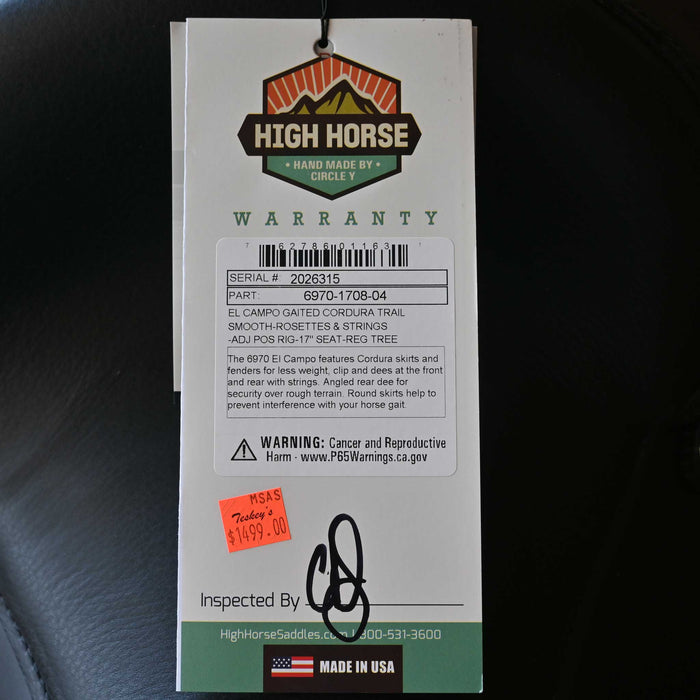 HIGH HORSE
• HAND MADE BY •
CIRCLE Y
WARRANTY
7 62786 01163 1
SERIAL #: 2026315
PART: 6970-1708-04
EL CAMPO GAITED CORDURA TRAIL
SMOOTH-ROSETTES & STRINGS
-ADJ POS RIG-17" SEAT-REG TREE
The 6970 El Campo features Cordura skirts and
fenders for less weight, clip and dees at the front
and rear with strings. Angled rear dee for
security over rough terrain. Round skirts help to
prevent interference with your horse gait.
WARNING: Cancer and Reproductive
Harm - www.P65Warnings.ca.gov
MSAS
Teskey's
$1499.00
Inspected By
HighHorseSaddles.com | 800-531-3600
MADE IN USA